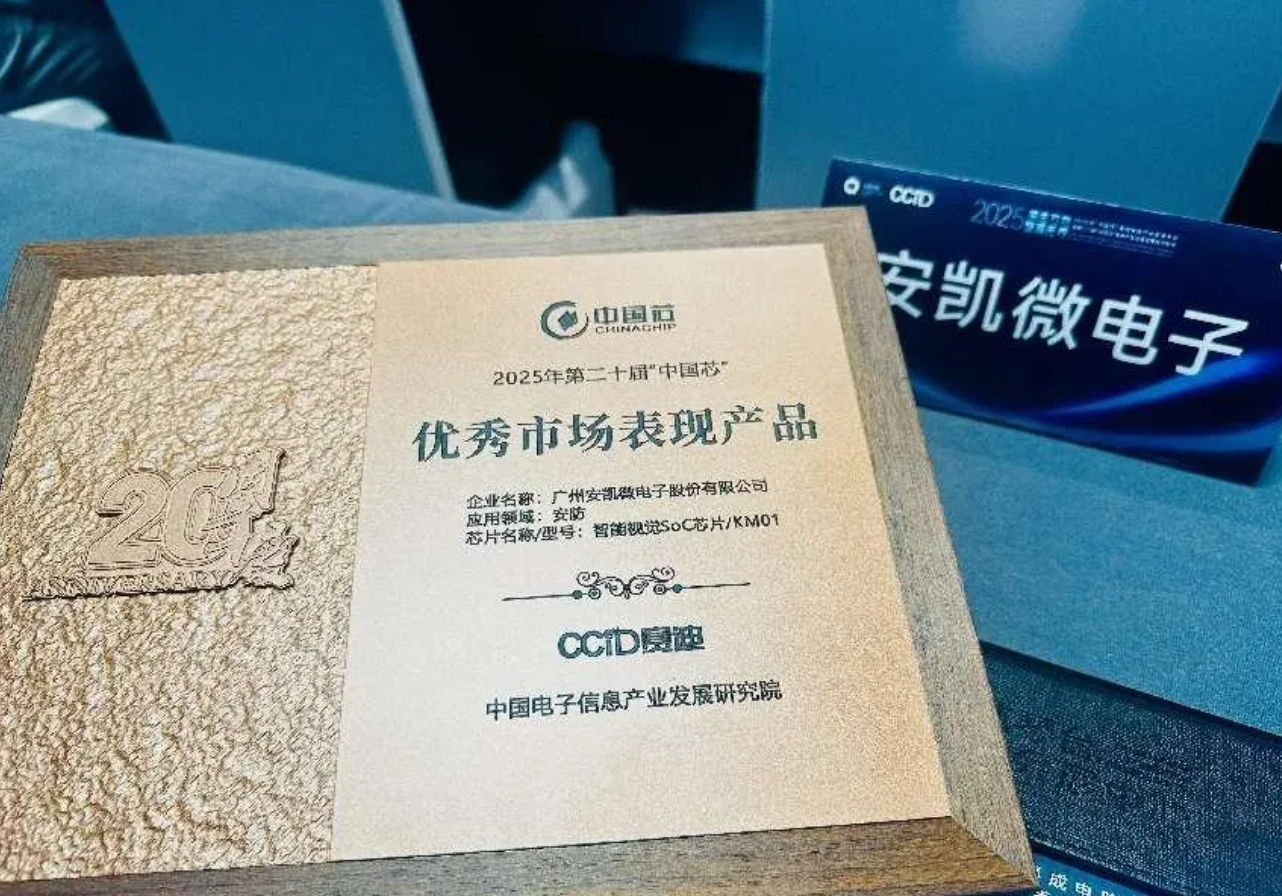 中国芯
CHINACHIP
2025年第二十届"中国芯"
优秀市场表现产品
企业名称：广州安凯微电子股份有限公司
应用领域：安防
芯片名称/型号：智能视觉SoC芯片/KM01
CCID赛迪
中国电子信息产业发展研究院
20th
ANNIVERSARY
CCID
2025
安凯微电子
成电